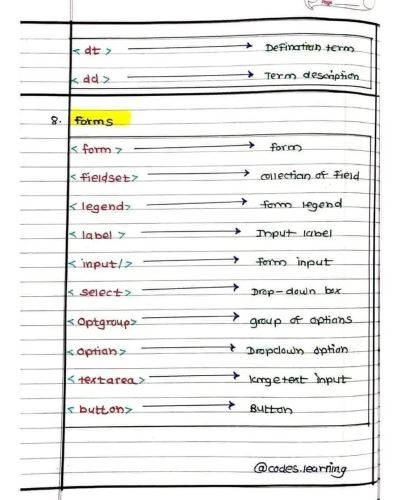 Page
< dt > → Defination term
< dd > → Term description
8. Forms
< form > → form
< fieldset > → collection of Field
< legend> → form legend
< label > → Input label
< input/> → form input
< select > → Drop-down box
< Optgroup> → group of options
< option > → Dropdown option
< textarea > → large text input
< button > → Button
@codes.learning